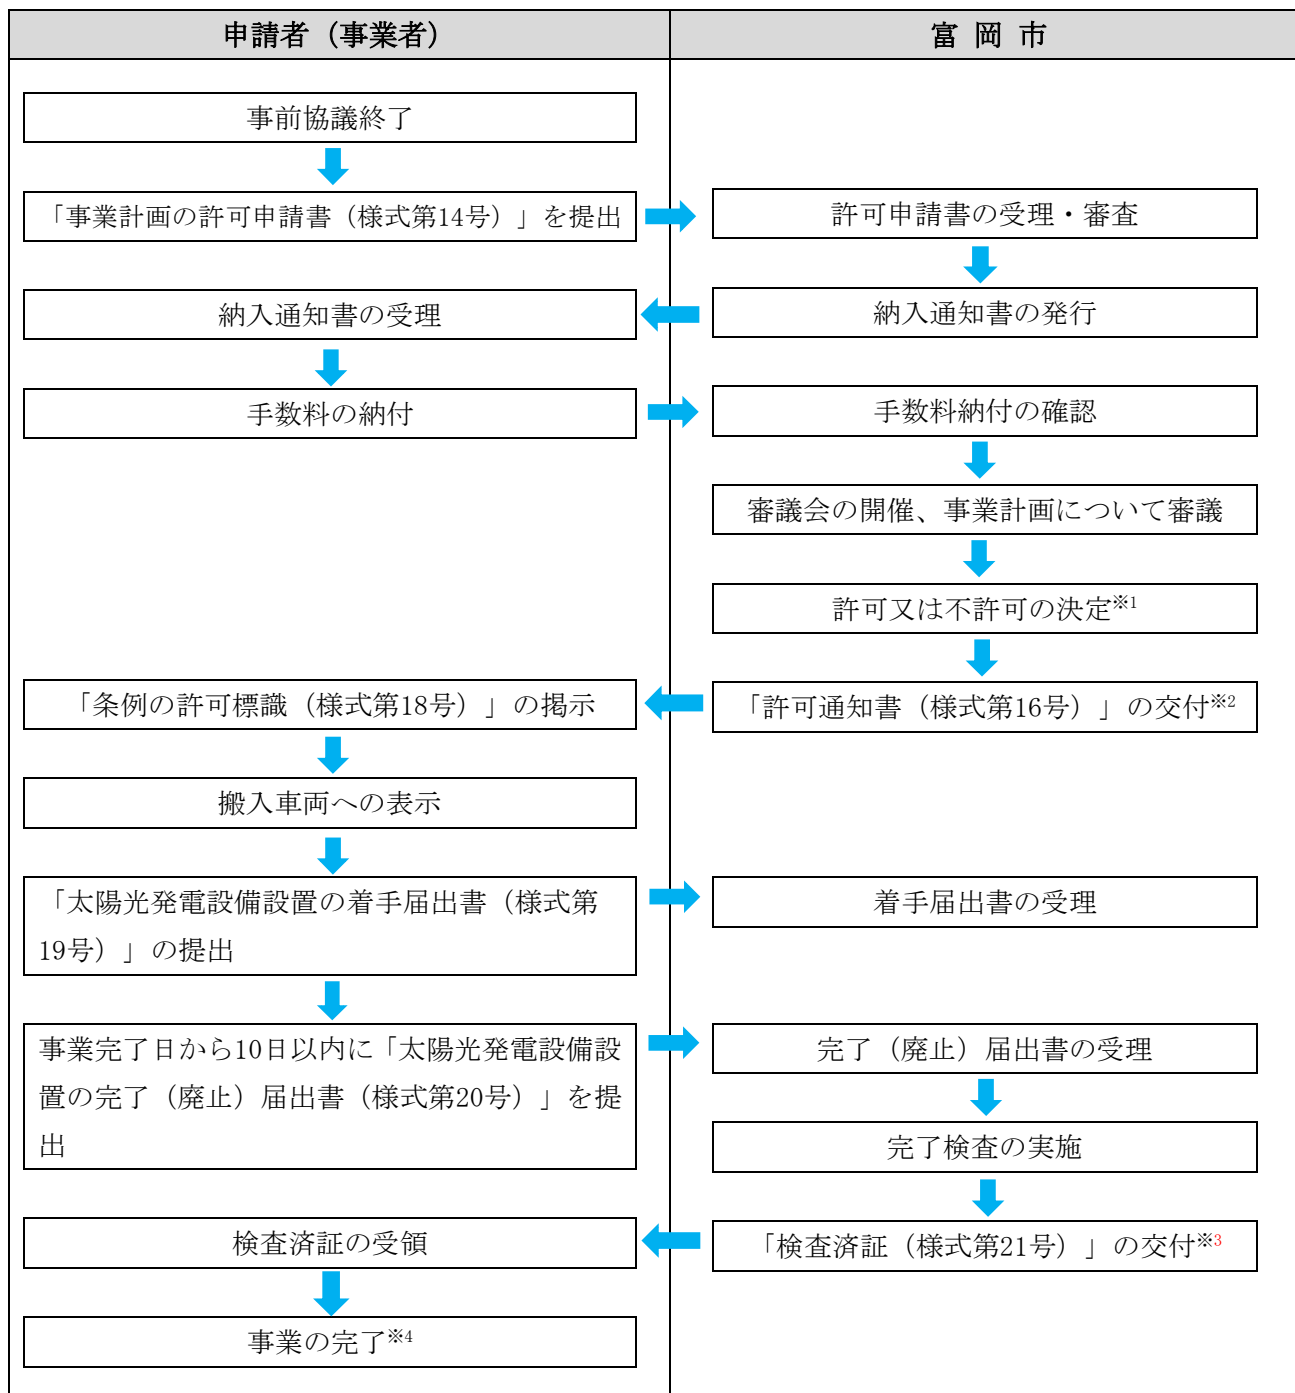 申請者（事業者）
富 岡 市
事前協議終了
「事業計画の許可申請書（様式第14号）」を提出
許可申請書の受理・審査
納入通知書の受理
納入通知書の発行
手数料の納付
手数料納付の確認
審議会の開催、事業計画について審議
許可又は不許可の決定※1
「条例の許可標識（様式第18号）」の掲示
「許可通知書（様式第16号）」の交付※2
搬入車両への表示
「太陽光発電設備設置の着手届出書（様式第
19号）」の提出
着手届出書の受理
事業完了日から10日以内に「太陽光発電設備設
置の完了（廃止）届出書（様式第20号）」を提
出
完了（廃止）届出書の受理
完了検査の実施
検査済証の受領
「検査済証（様式第21号）」の交付※3
事業の完了※4